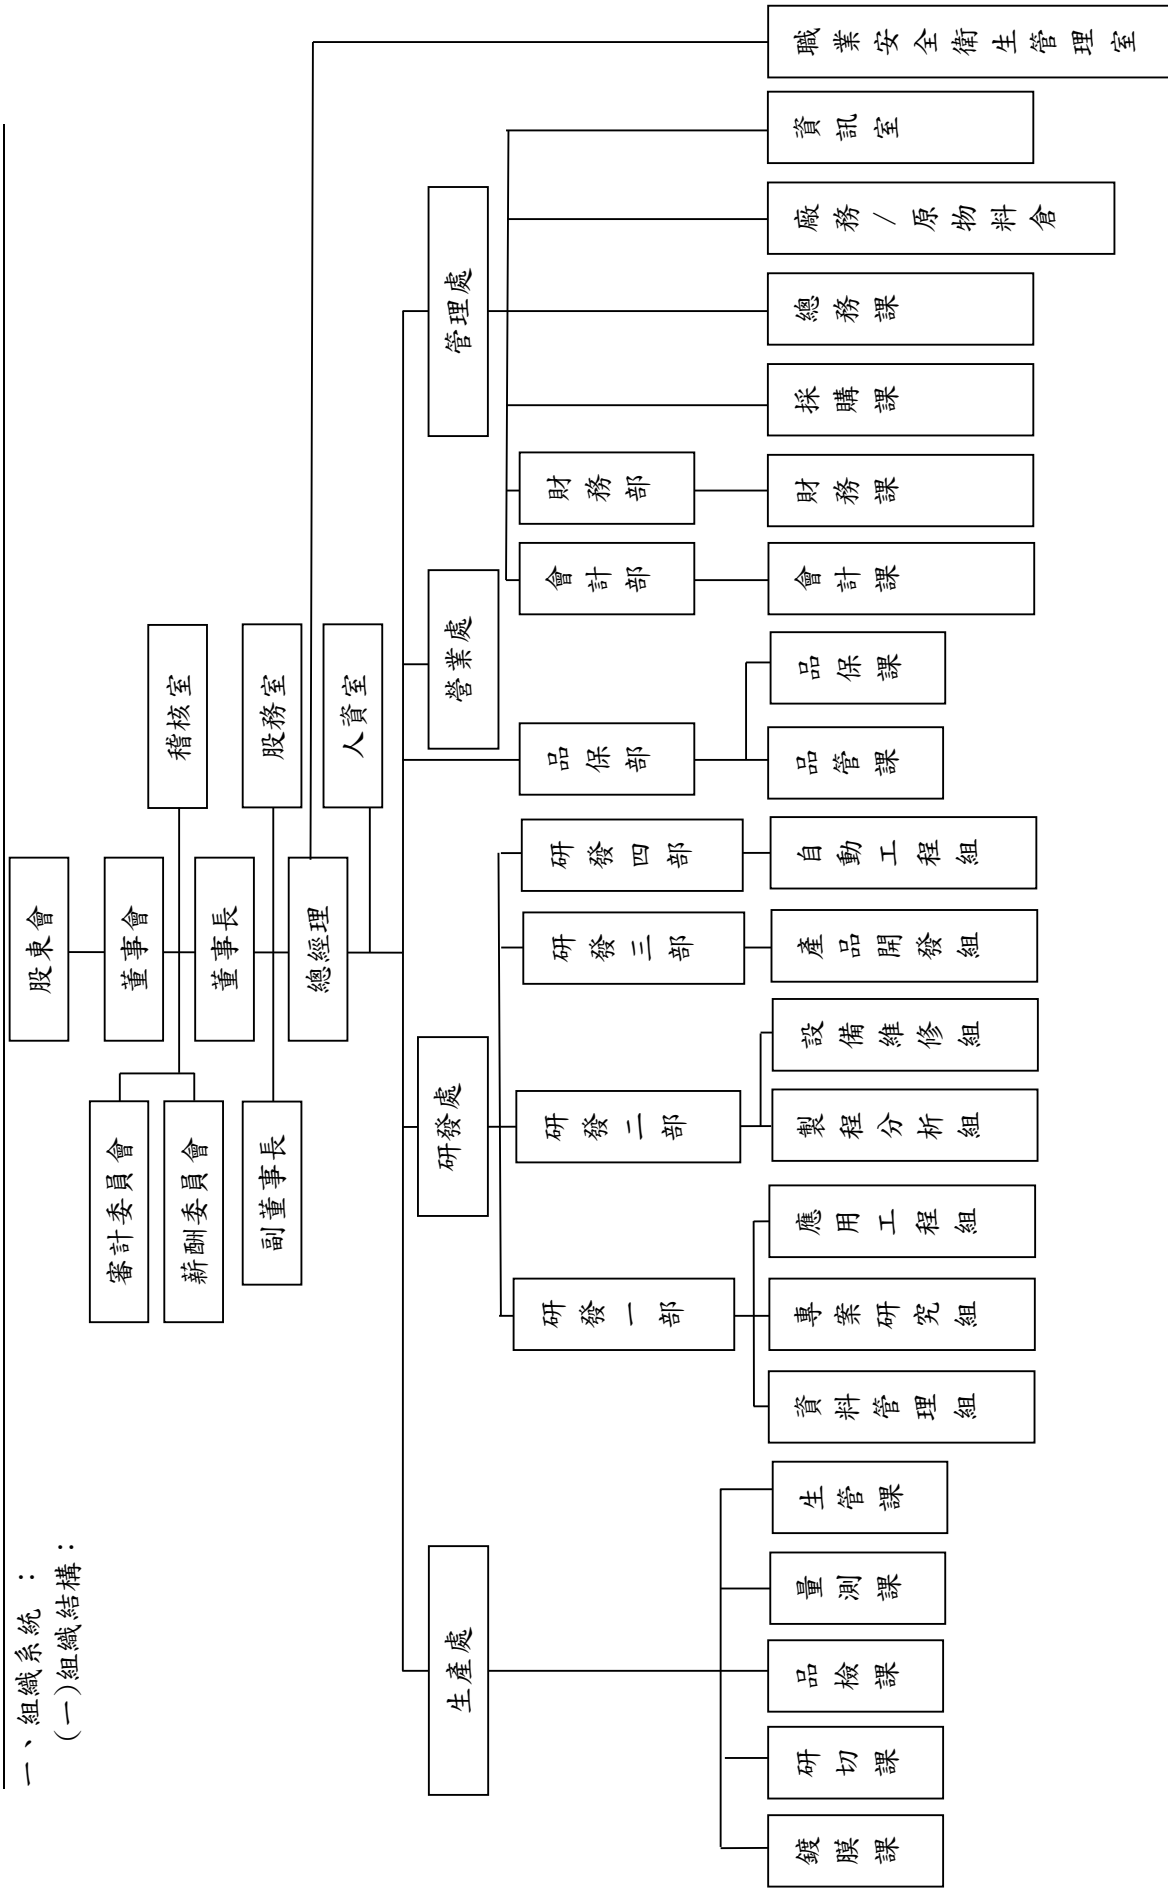 一、組織系統：
(一)組織結構：
股東會
董事會
審計委員會
薪酬委員會
稽核室
董事長
副董事長
股務室
總經理
人資室
生產處
研發處
營業處
管理處
研發一部
研發二部
研發三部
研發四部
品保部
會計部
財務部
鍍膜課
研切課
品檢課
量測課
生管課
資料管理組
專案研究組
應用工程組
製程分析組
設備維修組
產品開發組
自動工程組
品管課
品保課
會計課
財務課
採購課
總務課
廠務/原物料倉
資訊室
職業安全衛生管理室